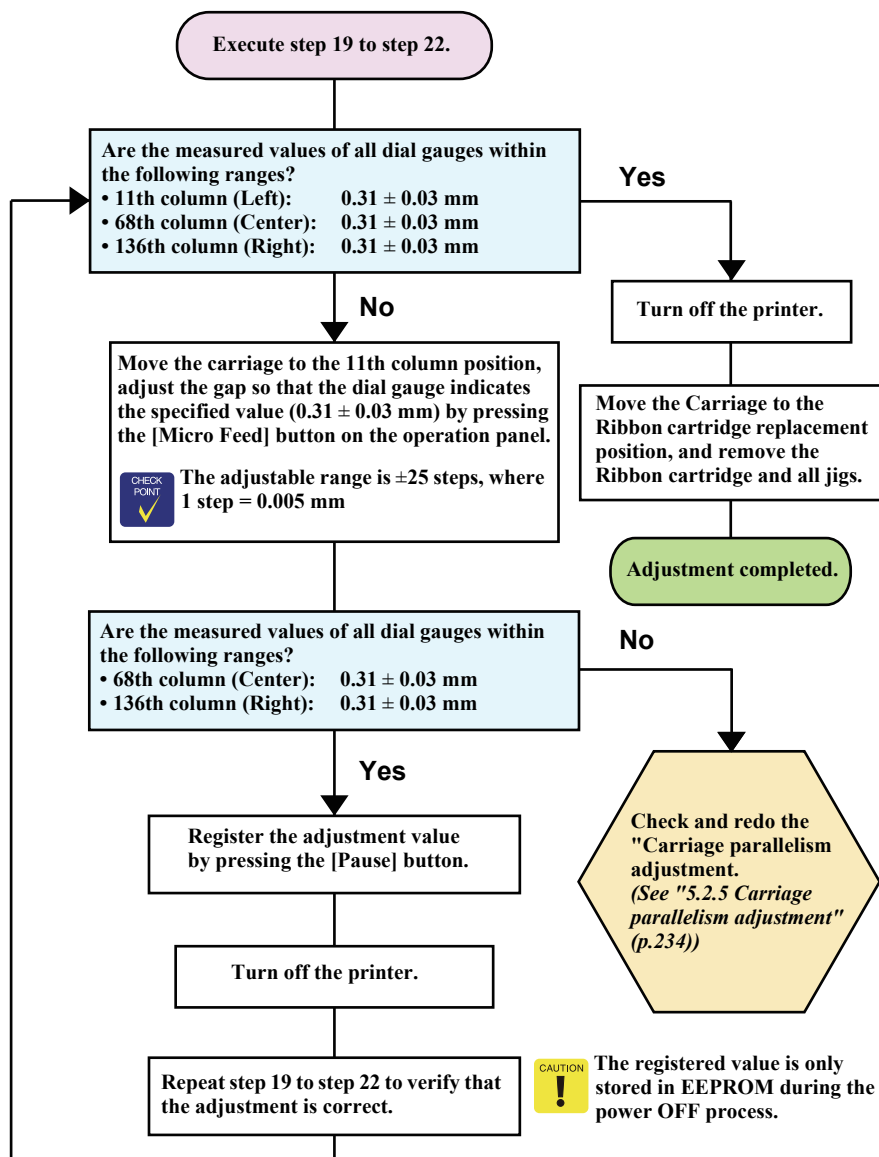 Execute step 19 to step 22.
Are the measured values of all dial gauges within
the following ranges?
• 11th column (Left): 0.31 ± 0.03 mm
• 68th column (Center): 0.31 ± 0.03 mm
• 136th column (Right): 0.31 ± 0.03 mm
Yes
No
Turn off the printer.
Move the carriage to the 11th column position,
adjust the gap so that the dial gauge indicates
the specified value (0.31 ± 0.03 mm) by pressing
the [Micro Feed] button on the operation panel.
CHECK
POINT
The adjustable range is ±25 steps, where
1 step = 0.005 mm
Move the Carriage to the
Ribbon cartridge replacement
position, and remove the
Ribbon cartridge and all jigs.
Adjustment completed.
Are the measured values of all dial gauges within
the following ranges?
• 68th column (Center): 0.31 ± 0.03 mm
• 136th column (Right): 0.31 ± 0.03 mm
No
Yes
Register the adjustment value
by pressing the [Pause] button.
Check and redo the
"Carriage parallelism
adjustment.
(See "5.2.5 Carriage
parallelism adjustment"
(p.234))
Turn off the printer.
Repeat step 19 to step 22 to verify that
the adjustment is correct.
CAUTION
The registered value is only
stored in EEPROM during the
power OFF process.